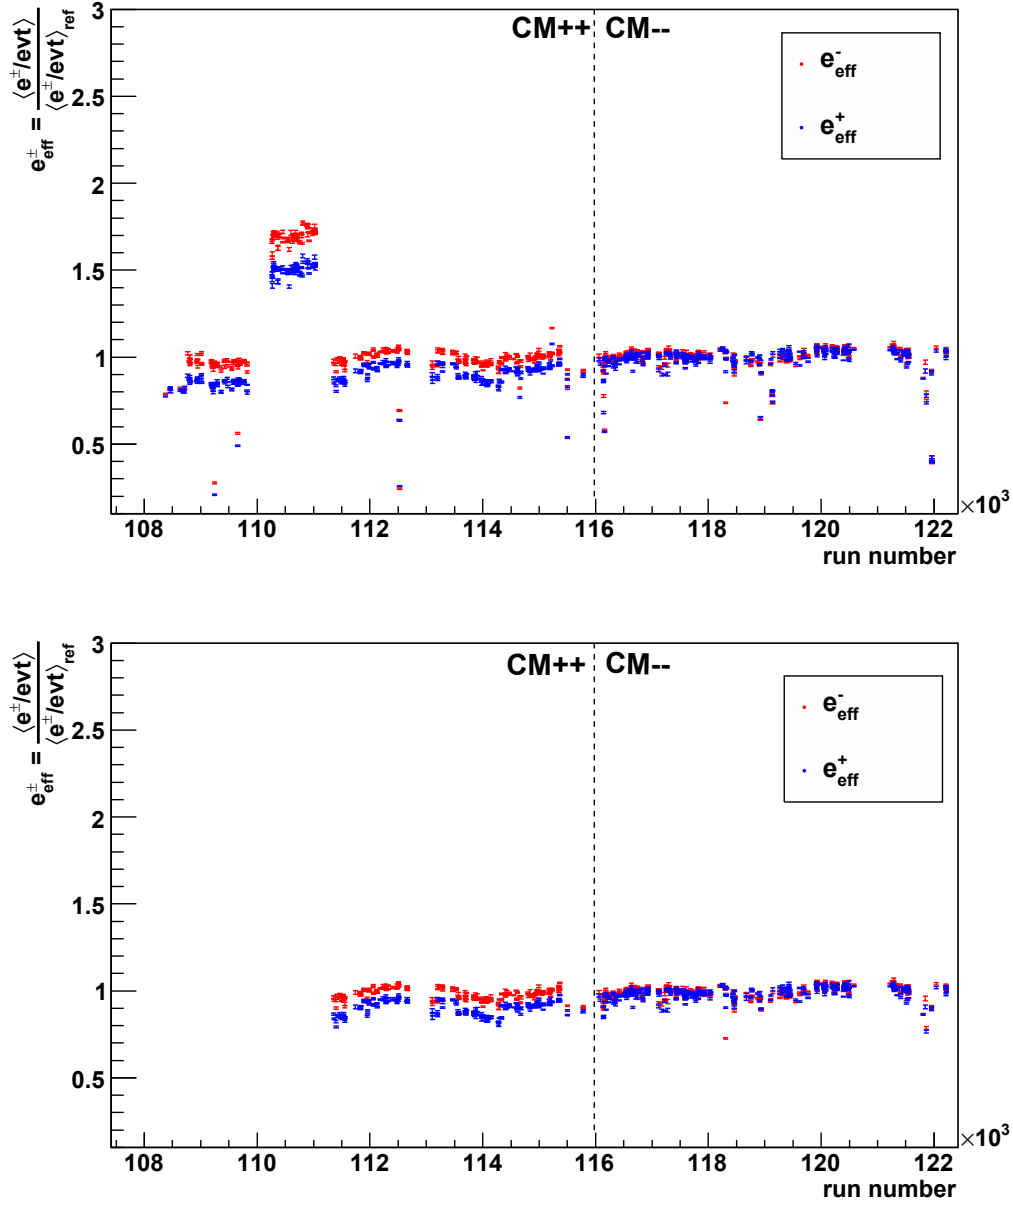 e±eff = ⟨e±/evt⟩ / ⟨e±/evt⟩ref
3
2.5
2
1.5
1
0.5
CM++ CM--
e-eff
e+eff
108 110 112 114 116 118 120 122
×10³
run number
e±eff = ⟨e±/evt⟩ / ⟨e±/evt⟩ref
3
2.5
2
1.5
1
0.5
CM++ CM--
e-eff
e+eff
108 110 112 114 116 118 120 122
×10³
run number